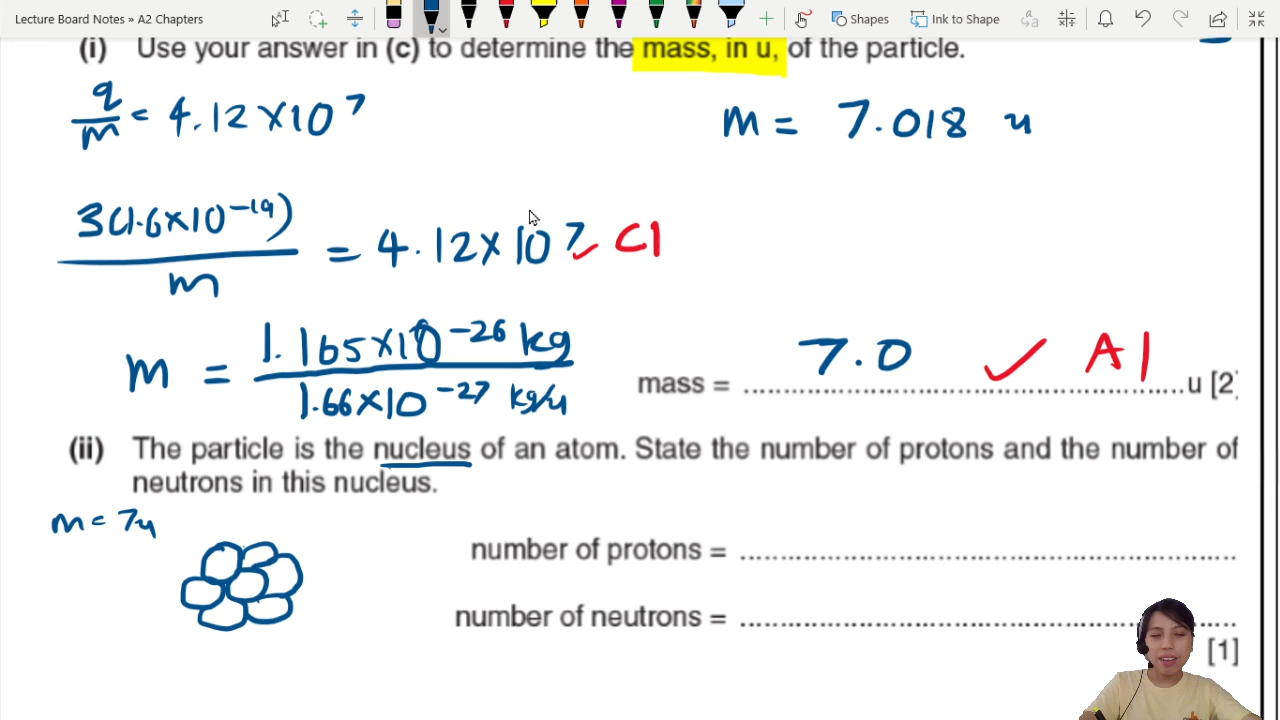 Lecture Board Notes » A2 Chapters
Shapes
Ink to Shape
(i) Use your answer in (c) to determine the mass, in u, of the particle.
q/m = 4.12×10⁷
m = 7.018 u
3(1.6×10⁻¹⁹)/m = 4.12×10⁷ ✓ C1
m = 1.165×10⁻²⁶ kg / 1.66×10⁻²⁷ kg/u
mass = 7.0 u [2] ✓ A1
(ii) The particle is the nucleus of an atom. State the number of protons and the number of
neutrons in this nucleus.
m = 7u
number of protons = ..........
number of neutrons = ..........
[1]